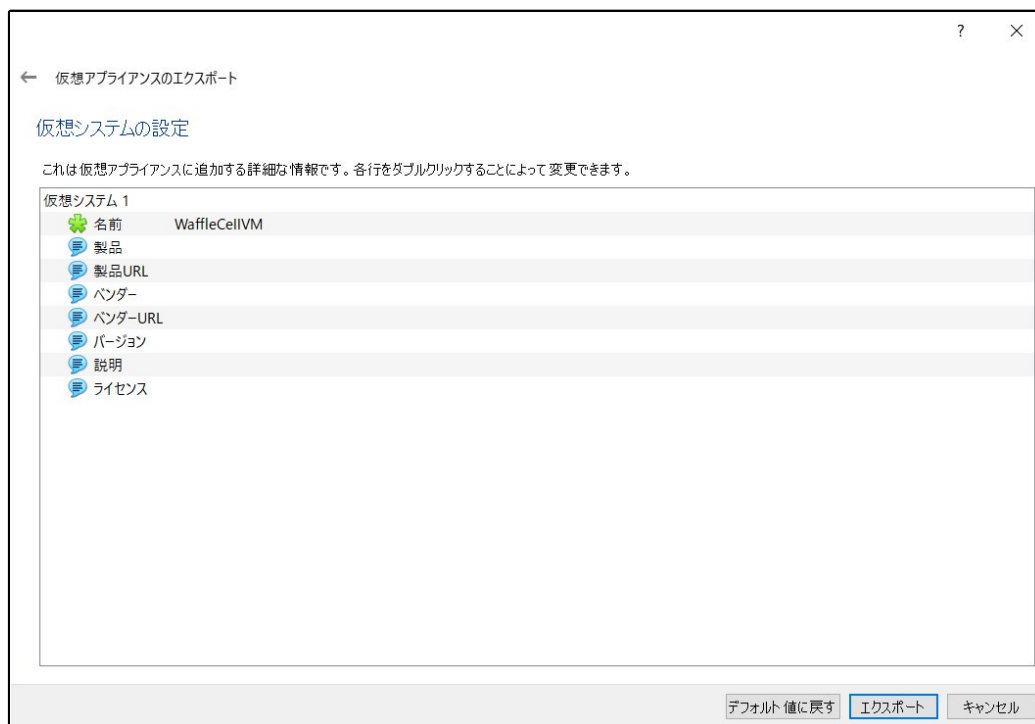 ?
仮想アプライアンスのエクスポート
仮想システムの設定
これは仮想アプライアンスに追加する詳細な情報です。各行をダブルクリックすることによって変更できます。
仮想システム 1
名前 WaffleCellVM
製品
製品URL
ベンダー
ベンダーURL
バージョン
説明
ライセンス
デフォルト値に戻す エクスポート キャンセル